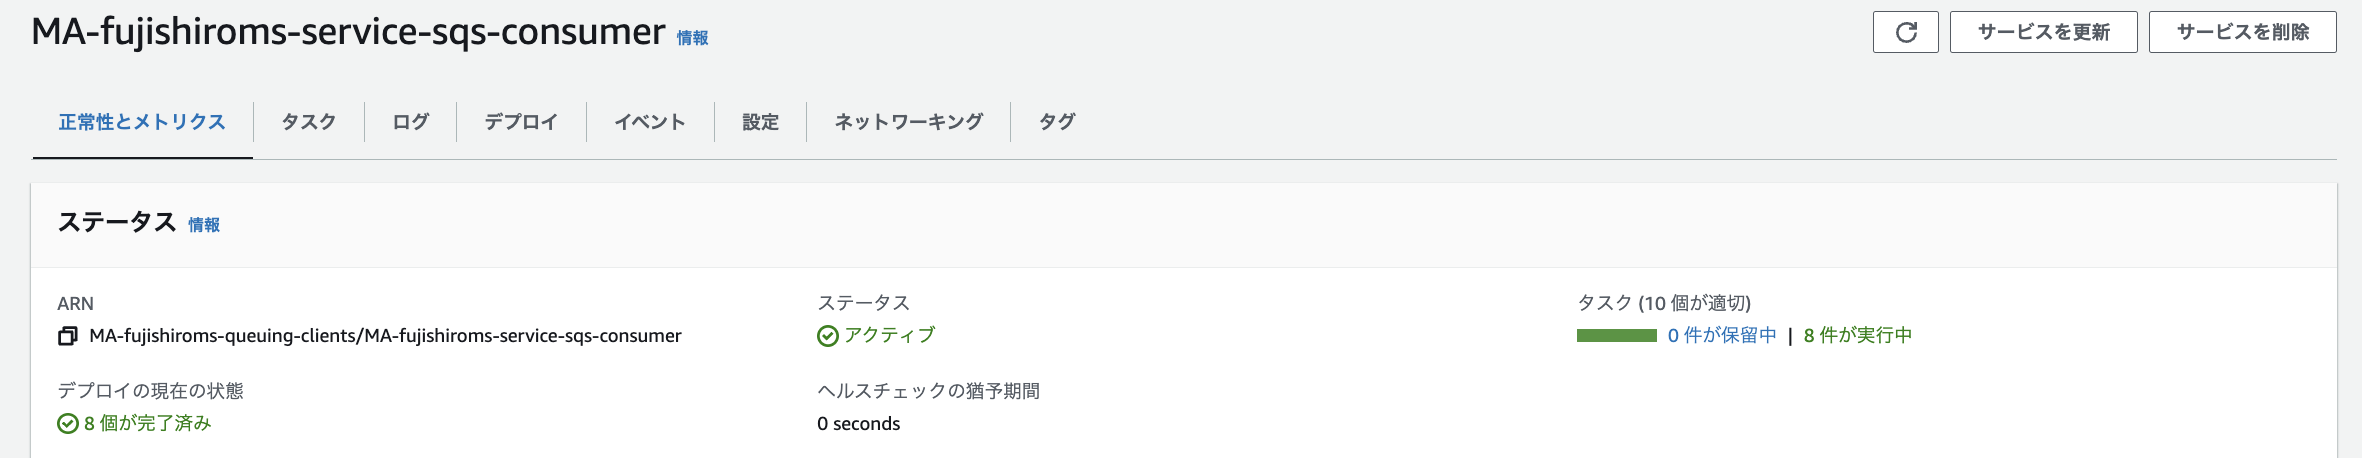 MA-fujishiroms-service-sqs-consumer 情報
サービスを更新
サービスを削除
正常性とメトリクス
タスク
ログ
デプロイ
イベント
設定
ネットワーキング
タグ
ステータス 情報
ARN
MA-fujishiroms-queuing-clients/MA-fujishiroms-service-sqs-consumer
ステータス
アクティブ
タスク (10 個が適切)
0 件が保留中 | 8 件が実行中
デプロイの現在の状態
8 個が完了済み
ヘルスチェックの猶予期間
0 seconds